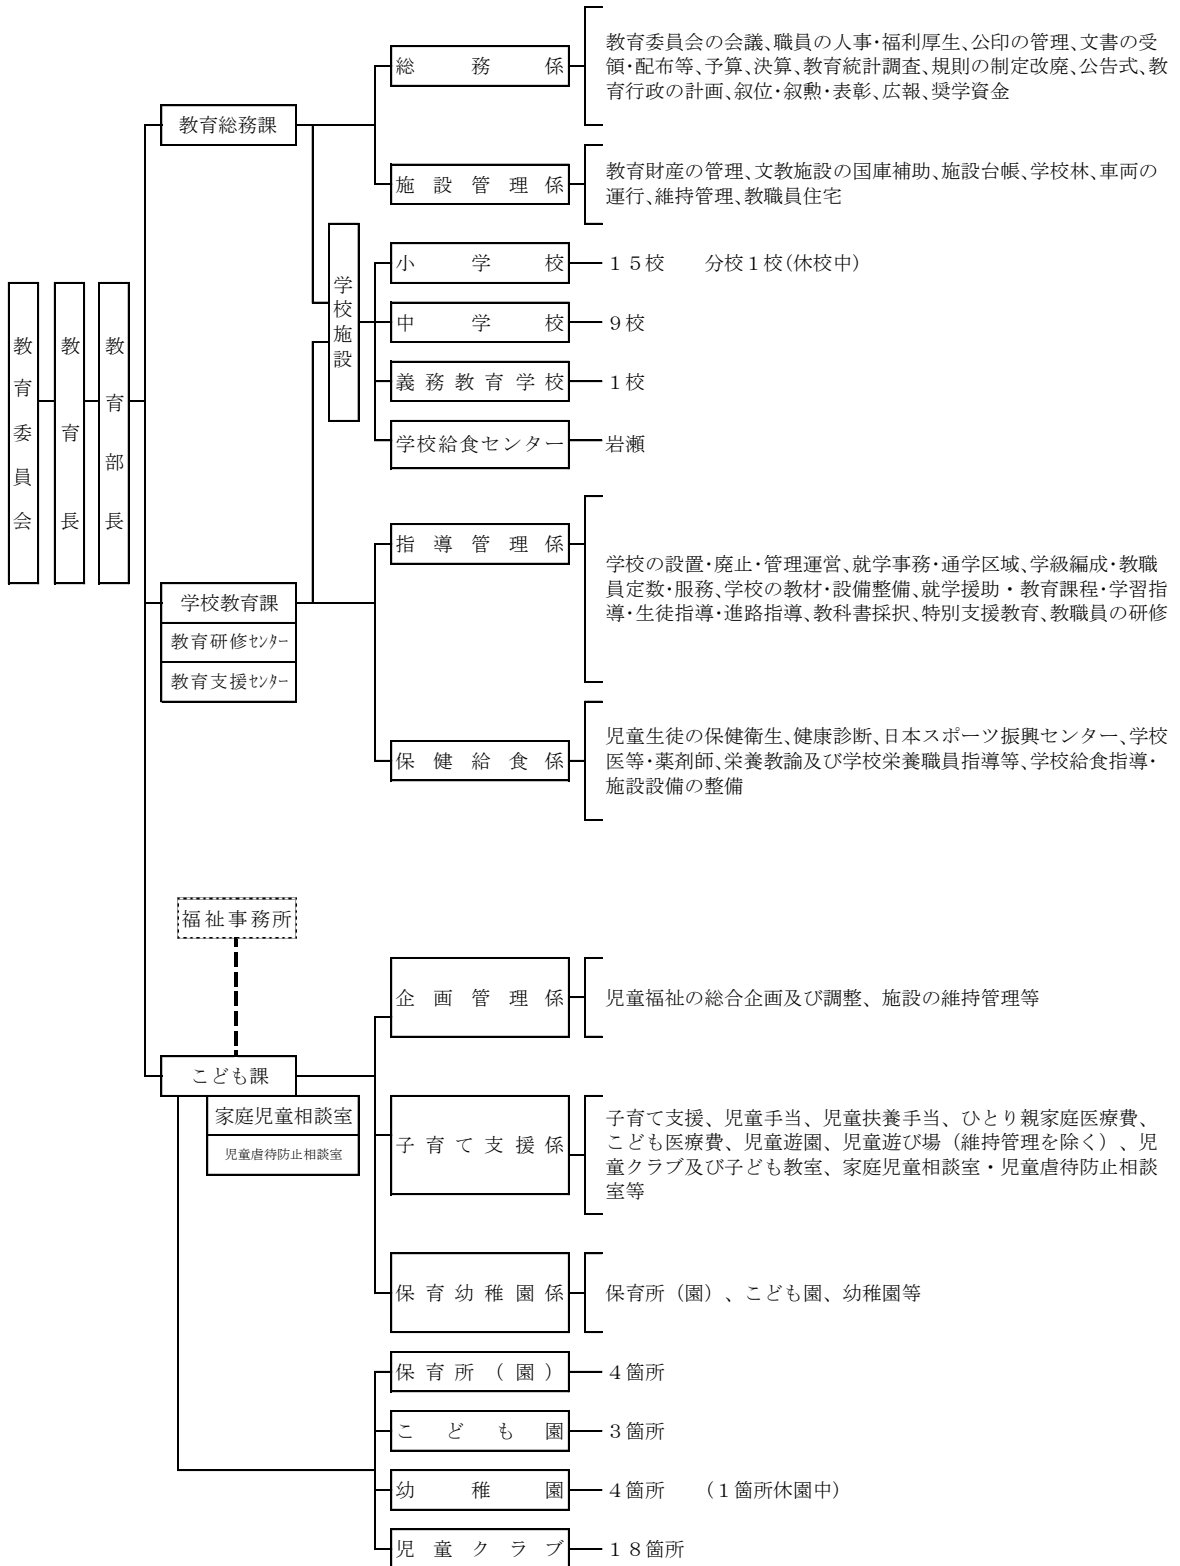 教育委員会
教育長
教育部長
教育総務課
総務係
教育委員会の会議、職員の人事・福利厚生、公印の管理、文書の受
領・配布等、予算、決算、教育統計調査、規則の制定改廃、公告式、教
育行政の計画、叙位・叙勲・表彰、広報、奨学資金
施設管理係
教育財産の管理、文教施設の国庫補助、施設台帳、学校林、車両の
運行、維持管理、教職員住宅
学校施設
小学校
１５校　分校１校(休校中)
中学校
９校
義務教育学校
１校
学校給食センター
岩瀬
学校教育課
教育研修ｾﾝﾀｰ
教育支援ｾﾝﾀｰ
指導管理係
学校の設置・廃止・管理運営、就学事務・通学区域、学級編成・教職
員定数・服務、学校の教材・設備整備、就学援助・教育課程・学習指
導・生徒指導・進路指導、教科書採択、特別支援教育、教職員の研修
保健給食係
児童生徒の保健衛生、健康診断、日本スポーツ振興センター、学校
医等・薬剤師、栄養教諭及び学校栄養職員指導等、学校給食指導・
施設設備の整備
福祉事務所
こども課
家庭児童相談室
児童虐待防止相談室
企画管理係
児童福祉の総合企画及び調整、施設の維持管理等
子育て支援係
子育て支援、児童手当、児童扶養手当、ひとり親家庭医療費、
こども医療費、児童遊園、児童遊び場（維持管理を除く）、児
童クラブ及び子ども教室、家庭児童相談室・児童虐待防止相談
室等
保育幼稚園係
保育所（園）、こども園、幼稚園等
保育所（園）
４箇所
こども園
３箇所
幼稚園
４箇所　（１箇所休園中）
児童クラブ
１８箇所